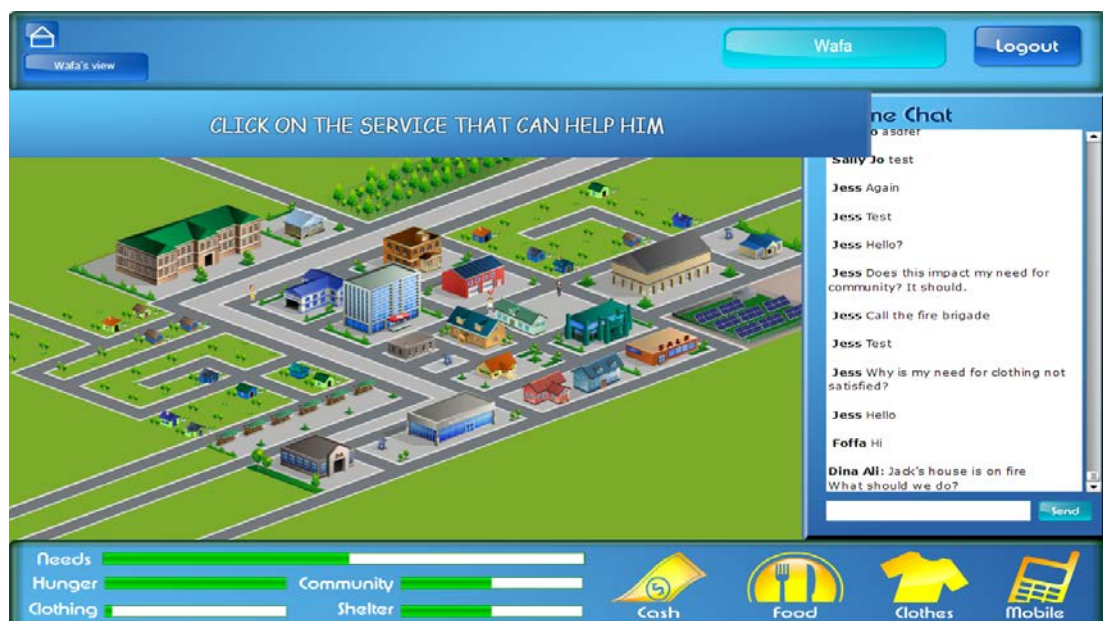 Wafa
Logout
Wafa's view
CLICK ON THE SERVICE THAT CAN HELP HIM
ne Chat
o asdfer
Sally Jo test
Jess Again
Jess Test
Jess Hello?
Jess Does this impact my need for
community? It should.
Jess Call the fire brigade
Jess Test
Jess Why is my need for clothing not
satisfied?
Jess Hello
Foffa Hi
Dina Ali: Jack's house is on fire
What should we do?
Send
SALE
Needs
Hunger
Community
Clothing
Shelter
Cash
Food
Clothes
Mobile